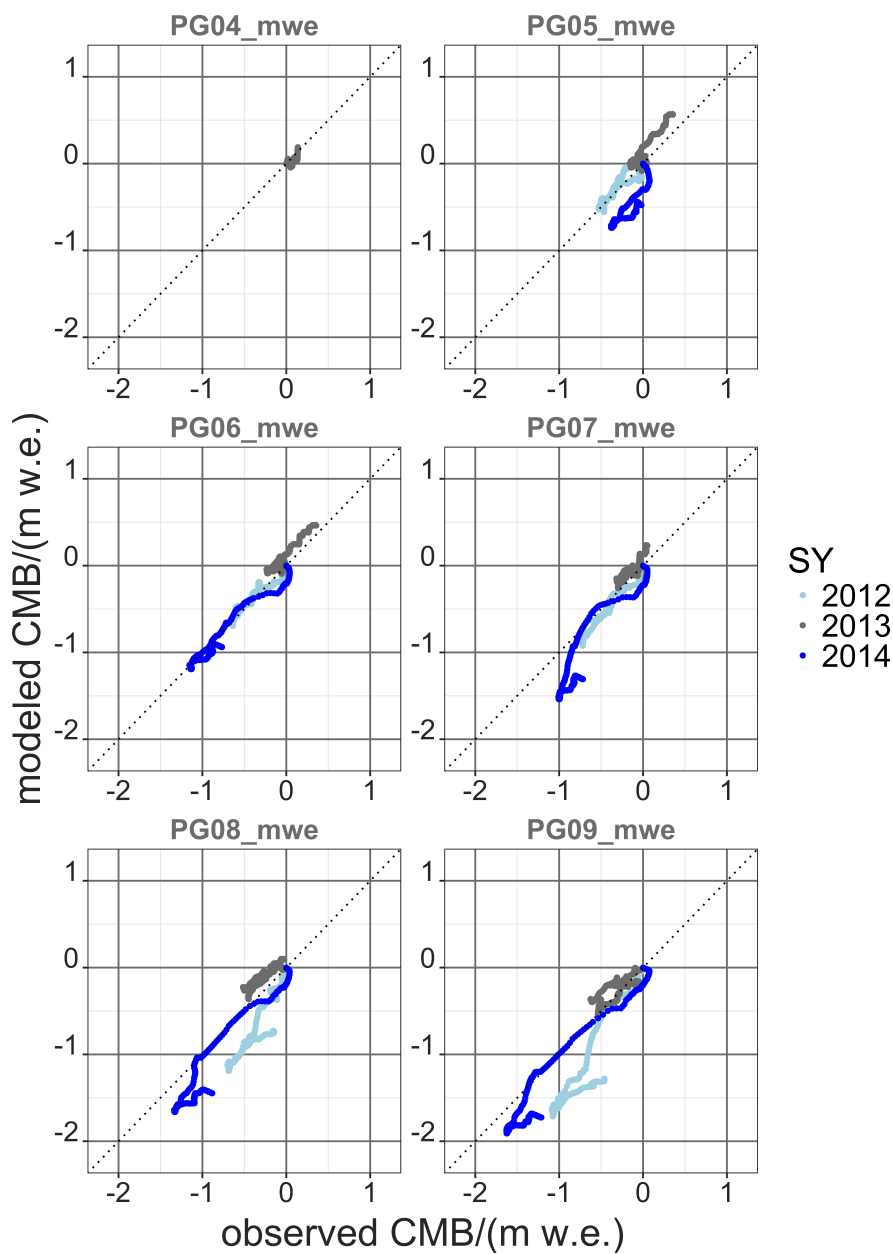 PG04_mwe PG05_mwe
1 1
0 0
-1 -1
-2 -2
-2 -1 0 1 -2 -1 0 1
PG06_mwe PG07_mwe
1 1
0 0
-1 -1
-2 -2
-2 -1 0 1 -2 -1 0 1
PG08_mwe PG09_mwe
1 1
0 0
-1 -1
-2 -2
-2 -1 0 1 -2 -1 0 1
modeled CMB/(m w.e.)
observed CMB/(m w.e.)
SY
2012
2013
2014